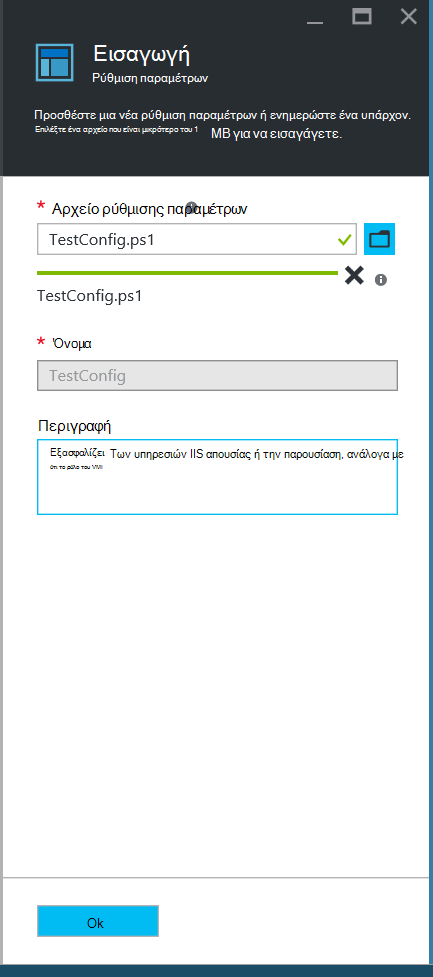 Εισαγωγή
Ρύθμιση παραμέτρων
Προσθέστε μια νέα ρύθμιση παραμέτρων ή ενημερώστε ένα υπάρχον.
Επιλέξτε ένα αρχείο που είναι μικρότερο του 1 MB για να εισαγάγετε.
* Αρχείο ρύθμισης παραμέτρων
TestConfig.ps1
TestConfig.ps1
* Όνομα
TestConfig
Περιγραφή
Εξασφαλίζει Των υπηρεσιών IIS απουσίας ή την παρουσίαση, ανάλογα με
ότι το ρόλο του VMI
Ok